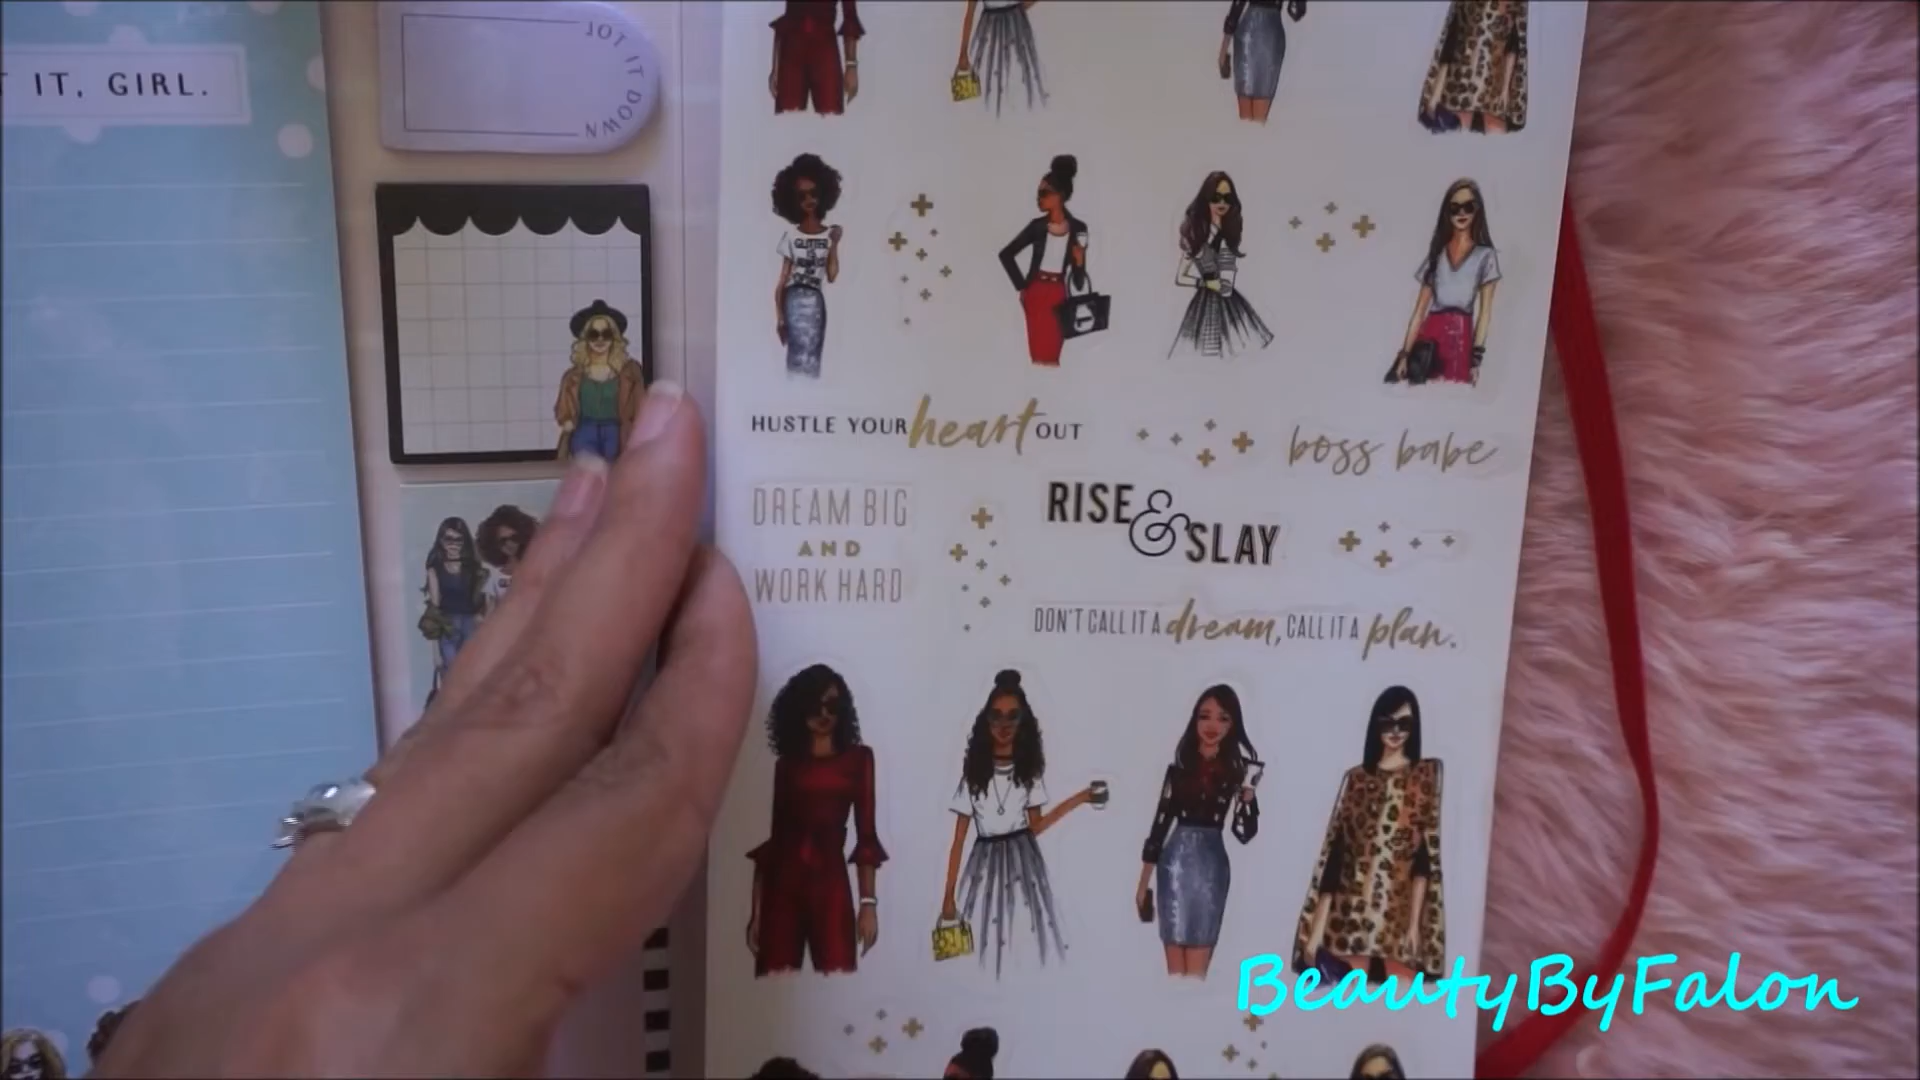 IT, GIRL.
JOT IT DOWN
HUSTLE YOUR heart OUT
boss babe
DREAM BIG
AND
WORK HARD
RISE & SLAY
DON'T CALL IT A dream, CALL IT A plan.
BeautyByFalon